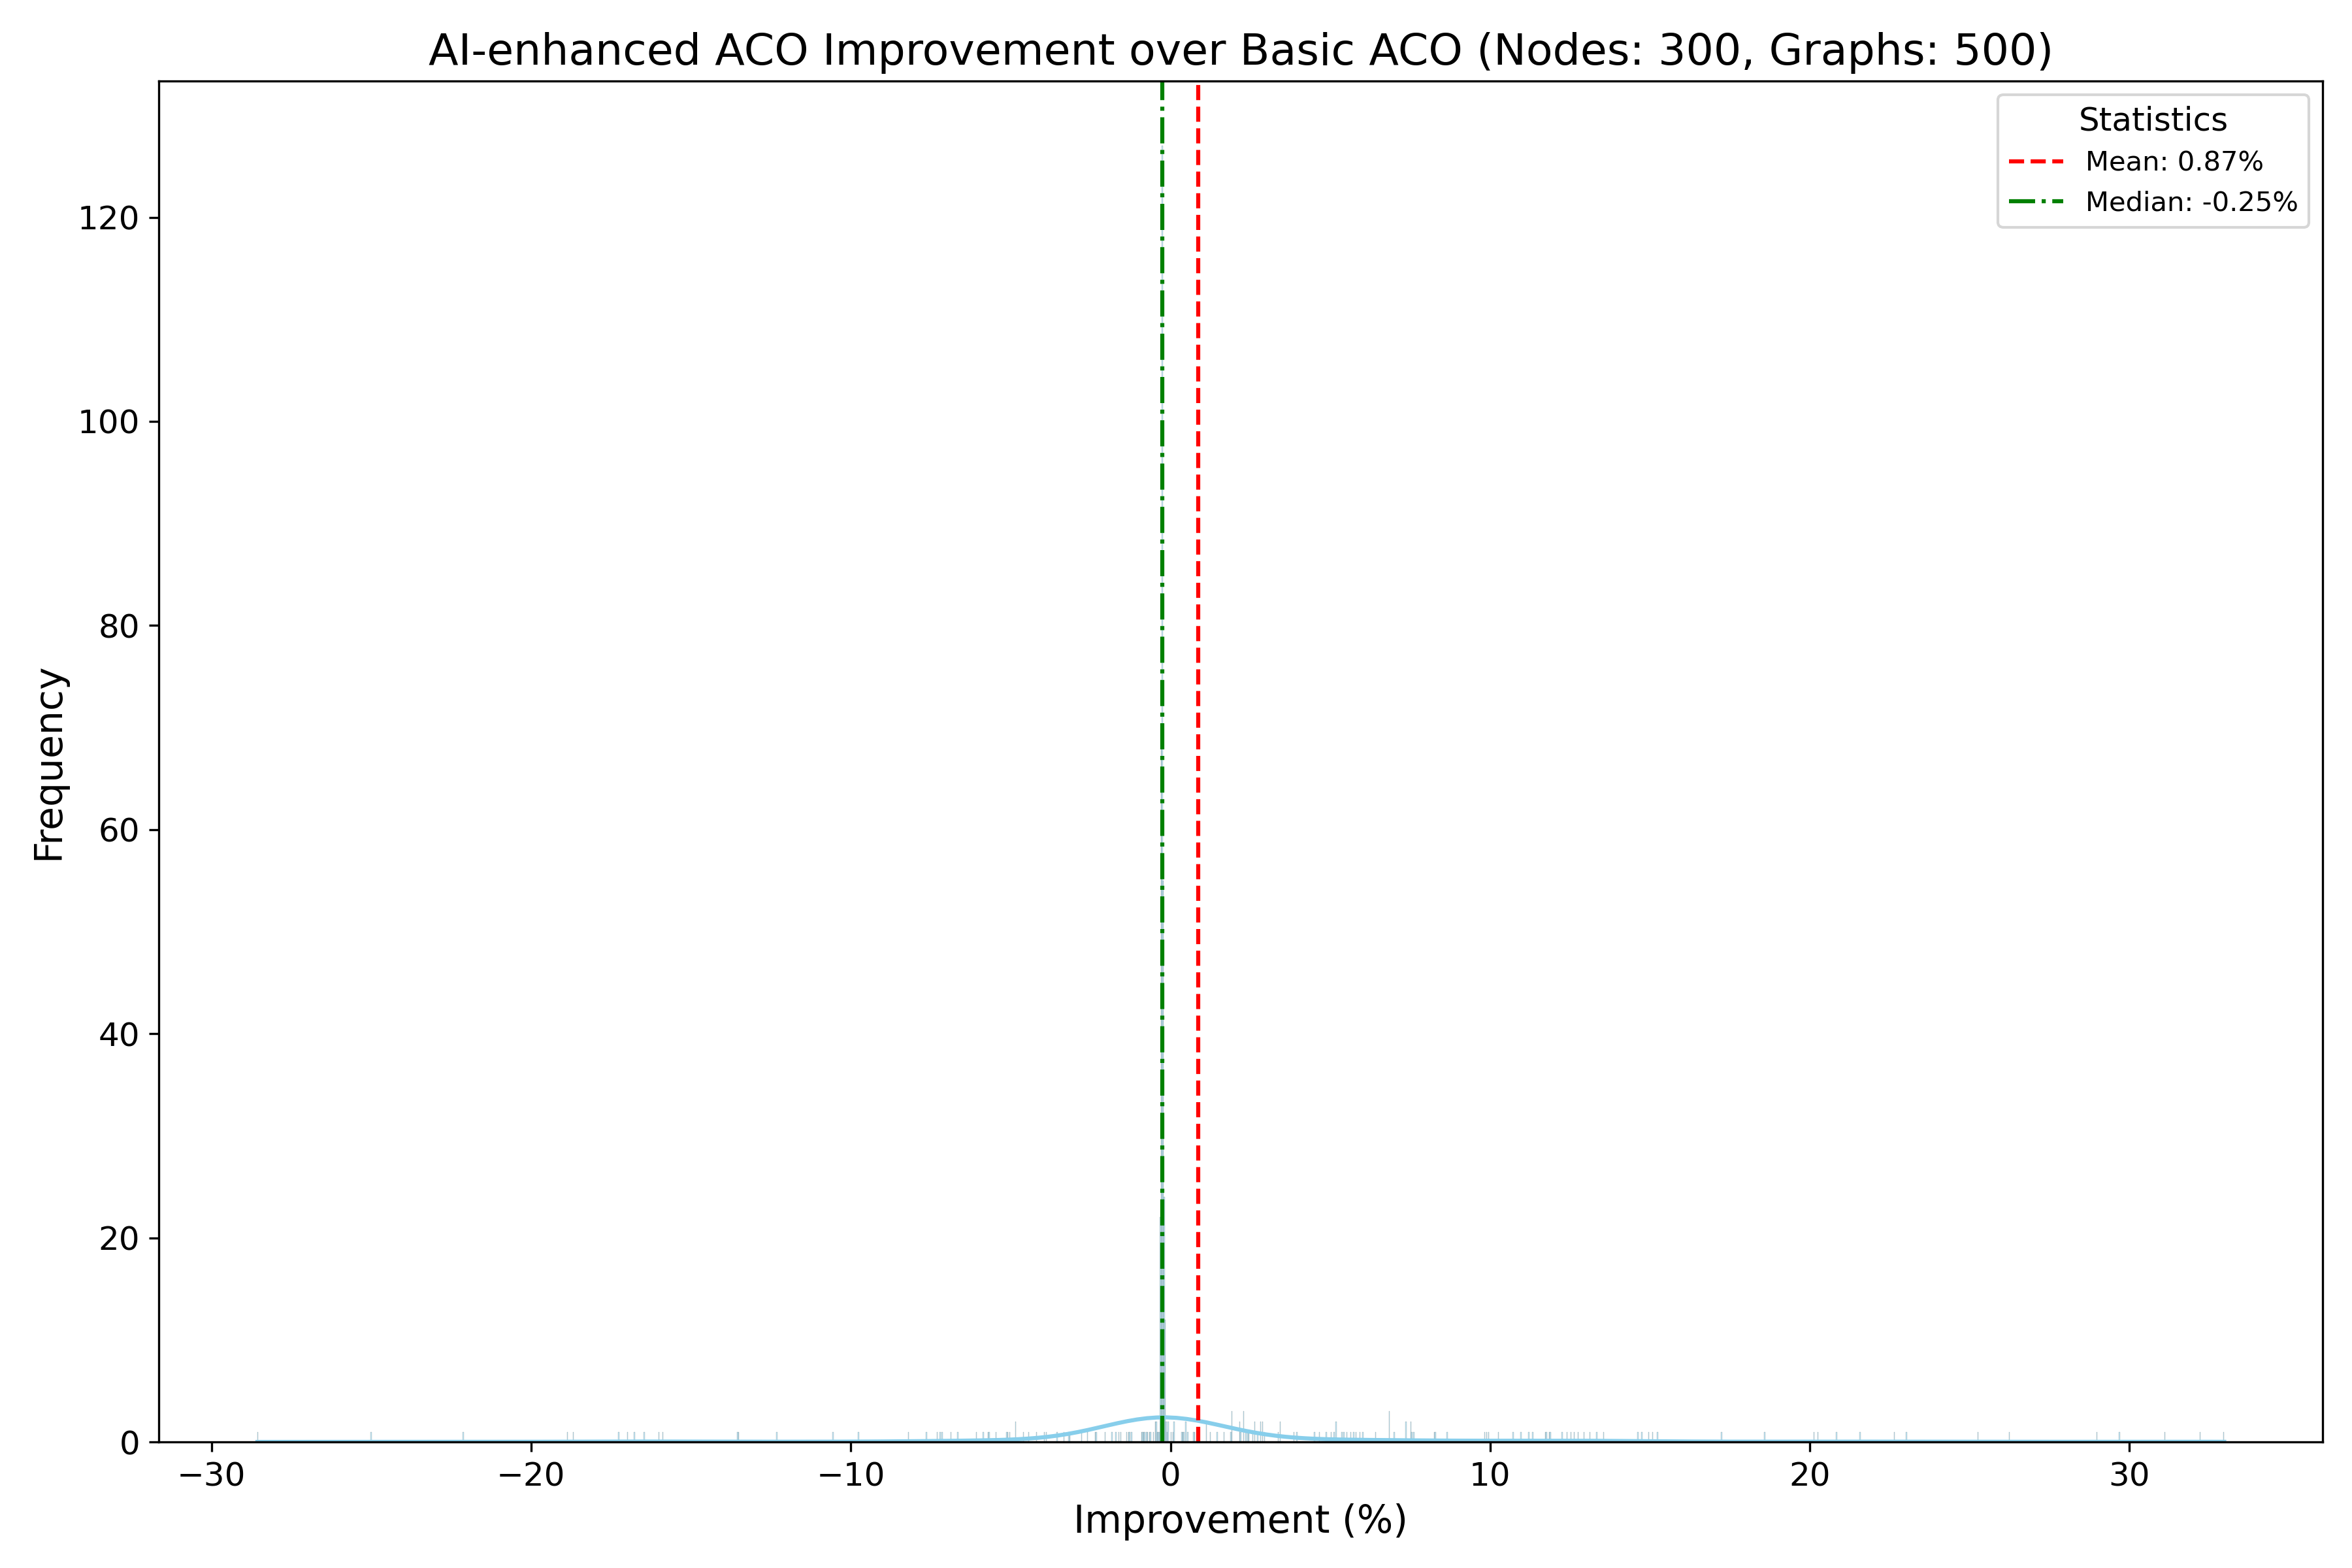 AI-enhanced ACO Improvement over Basic ACO (Nodes: 300, Graphs: 500)
Statistics
Mean: 0.87%
Median: -0.25%
120
100
80
60
40
20
0
Frequency
−30
−20
−10
0
10
20
30
Improvement (%)